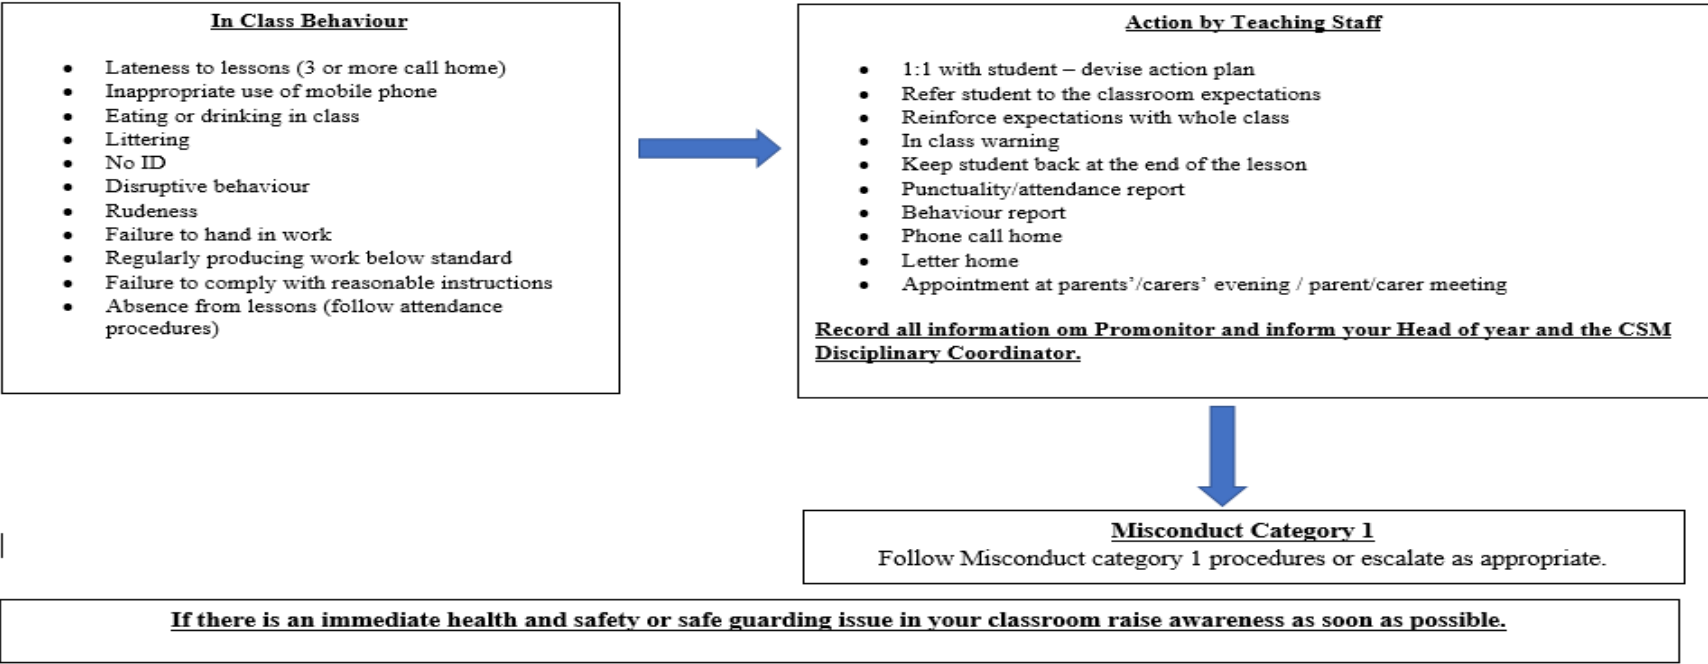 In Class Behaviour
• Lateness to lessons (3 or more call home)
• Inappropriate use of mobile phone
• Eating or drinking in class
• Littering
• No ID
• Disruptive behaviour
• Rudeness
• Failure to hand in work
• Regularly producing work below standard
• Failure to comply with reasonable instructions
• Absence from lessons (follow attendance
procedures)
Action by Teaching Staff
• 1:1 with student – devise action plan
• Refer student to the classroom expectations
• Reinforce expectations with whole class
• In class warning
• Keep student back at the end of the lesson
• Punctuality/attendance report
• Behaviour report
• Phone call home
• Letter home
• Appointment at parents’/carers’ evening / parent/carer meeting
Record all information om Promonitor and inform your Head of year and the CSM
Disciplinary Coordinator.
Misconduct Category 1
Follow Misconduct category 1 procedures or escalate as appropriate.
If there is an immediate health and safety or safe guarding issue in your classroom raise awareness as soon as possible.